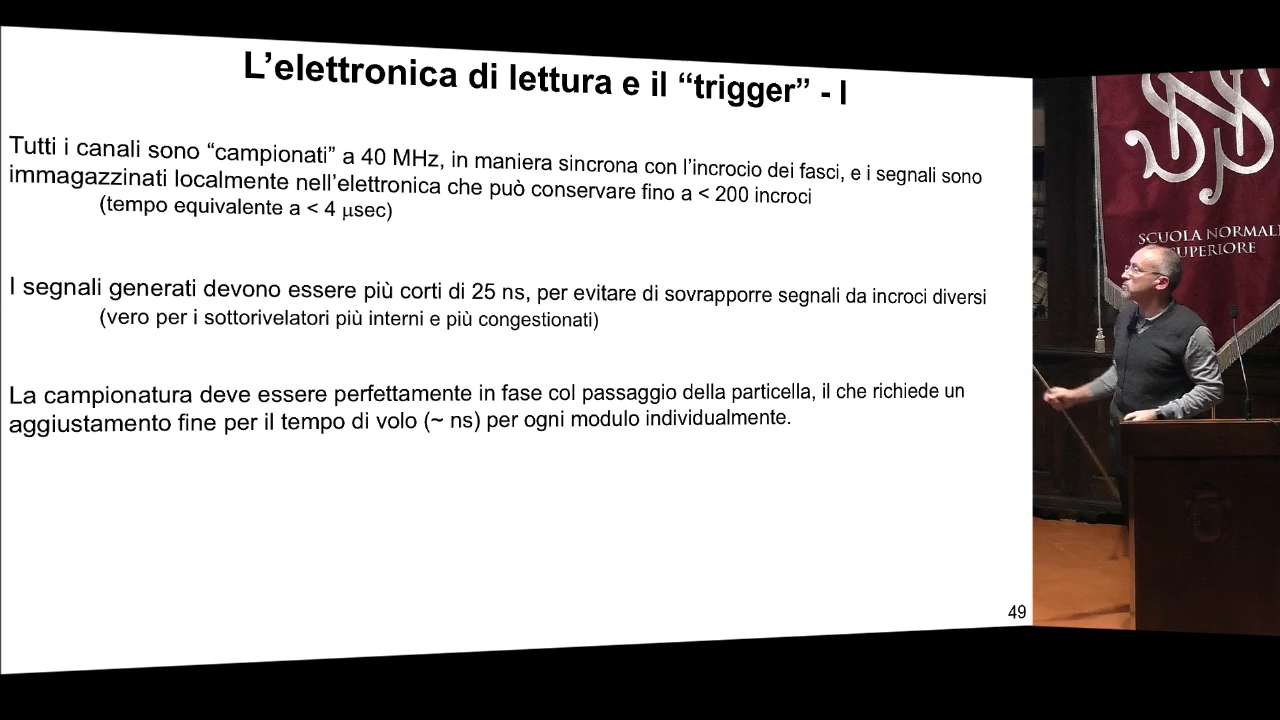 L’elettronica di lettura e il “trigger” - I
Tutti i canali sono “campionati” a 40 MHz, in maniera sincrona con l’incrocio dei fasci, e i segnali sono
immagazzinati localmente nell’elettronica che può conservare fino a < 200 incroci
(tempo equivalente a < 4 μsec)
I segnali generati devono essere più corti di 25 ns, per evitare di sovrapporre segnali da incroci diversi
(vero per i sottorivelatori più interni e più congestionati)
La campionatura deve essere perfettamente in fase col passaggio della particella, il che richiede un
aggiustamento fine per il tempo di volo (~ ns) per ogni modulo individualmente.
49
SCUOLA NORMALE
SUPERIORE